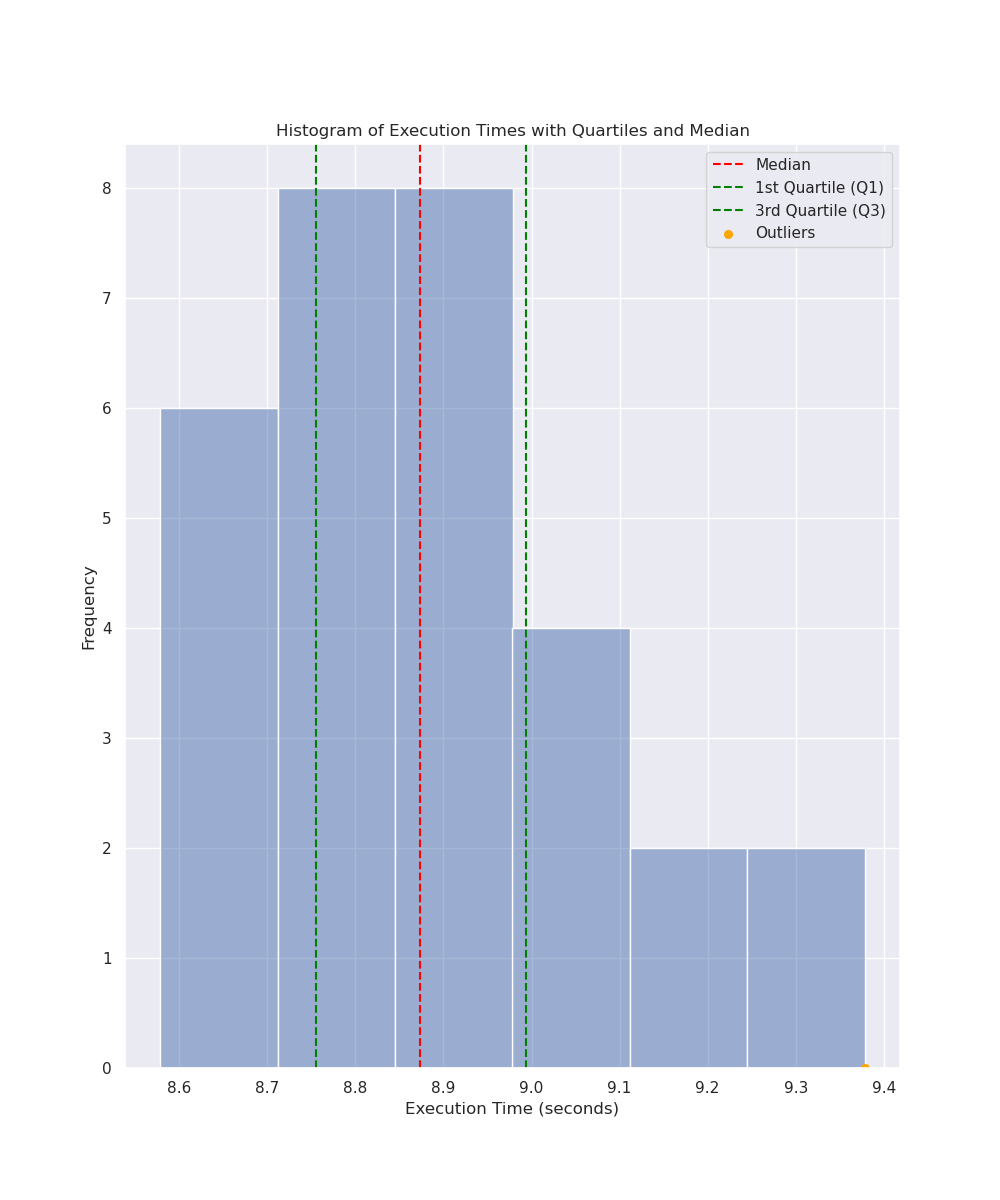 Histogram of Execution Times with Quartiles and Median
Median
1st Quartile (Q1)
3rd Quartile (Q3)
Outliers
8
7
6
5
4
3
2
1
0
Frequency
8.6 8.7 8.8 8.9 9.0 9.1 9.2 9.3 9.4
Execution Time (seconds)